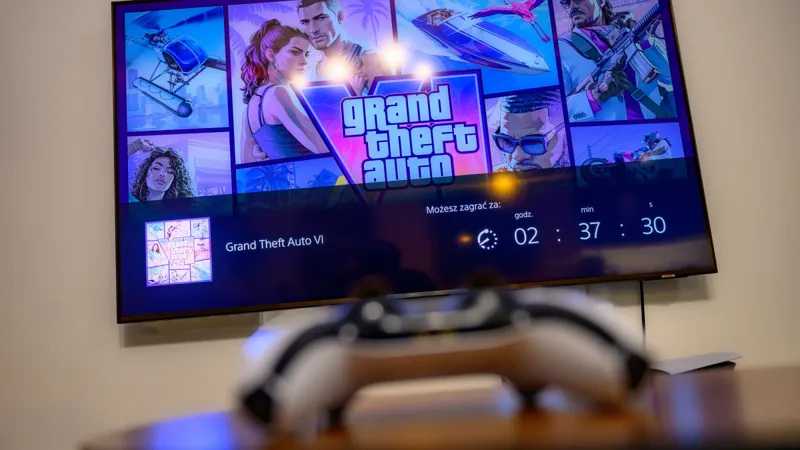 grand
theft
auto
Możesz zagrać za:
godz. min s
Grand Theft Auto VI
02 : 37 : 30